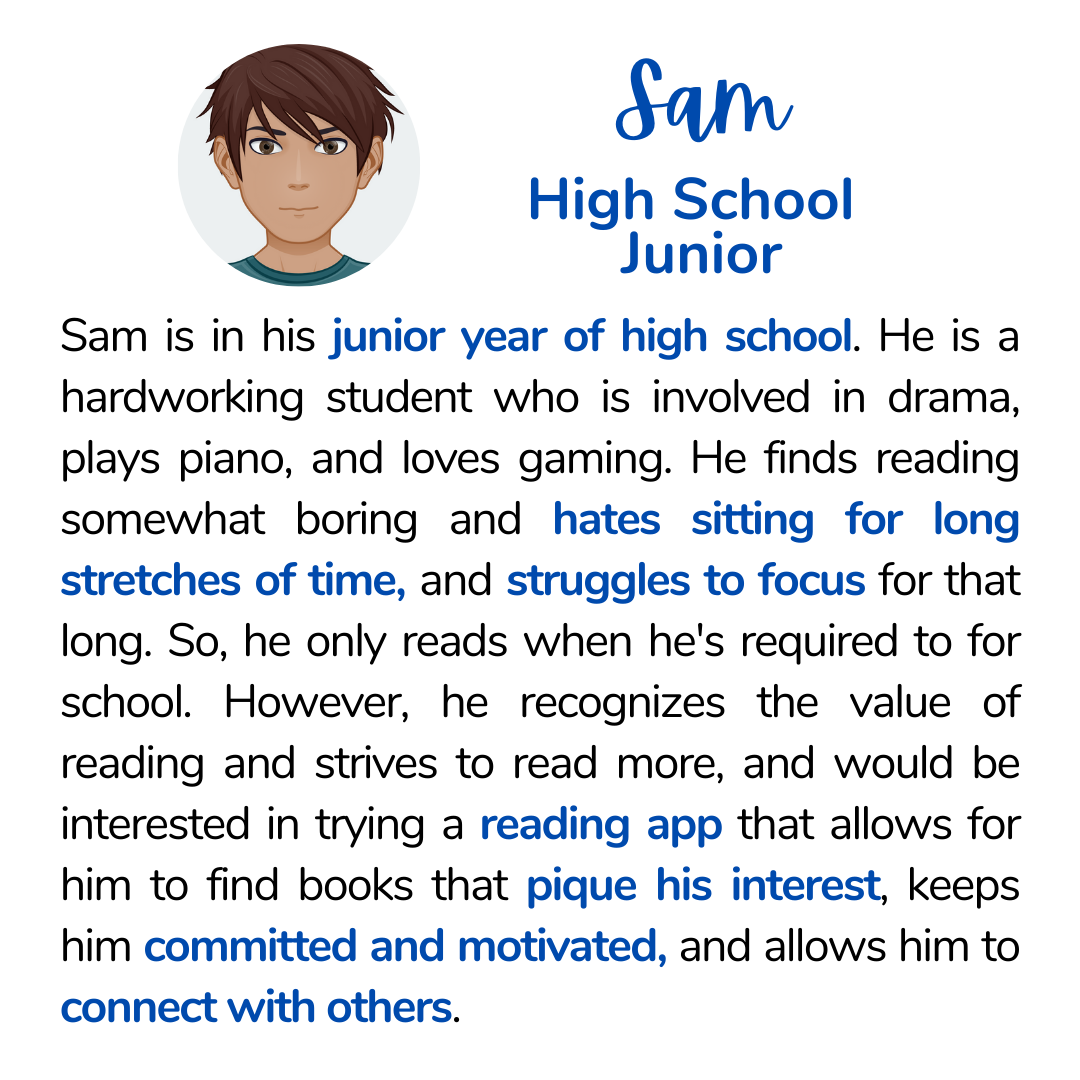 Sam
High School
Junior
Sam is in his junior year of high school. He is a
hardworking student who is involved in drama,
plays piano, and loves gaming. He finds reading
somewhat boring and hates sitting for long
stretches of time, and struggles to focus for that
long. So, he only reads when he's required to for
school. However, he recognizes the value of
reading and strives to read more, and would be
interested in trying a reading app that allows for
him to find books that pique his interest, keeps
him committed and motivated, and allows him to
connect with others.